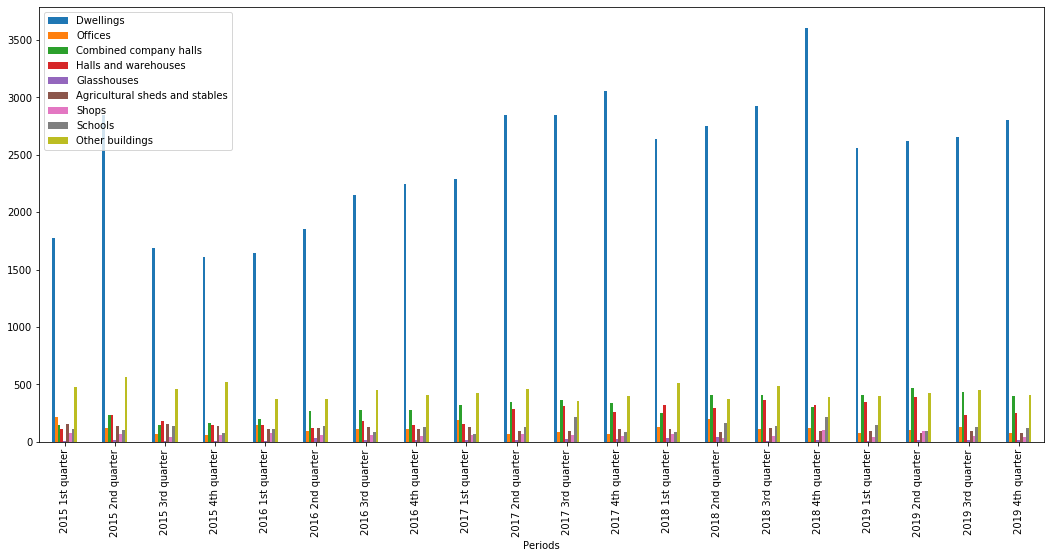 Dwellings
Offices
Combined company halls
Halls and warehouses
Glasshouses
Agricultural sheds and stables
Shops
Schools
Other buildings
3500
3000
2500
2000
1500
1000
500
0
2015 1st quarter
2015 2nd quarter
2015 3rd quarter
2015 4th quarter
2016 1st quarter
2016 2nd quarter
2016 3rd quarter
2016 4th quarter
2017 1st quarter
2017 2nd quarter
2017 3rd quarter
2017 4th quarter
2018 1st quarter
2018 2nd quarter
2018 3rd quarter
2018 4th quarter
2019 1st quarter
2019 2nd quarter
2019 3rd quarter
2019 4th quarter
Periods